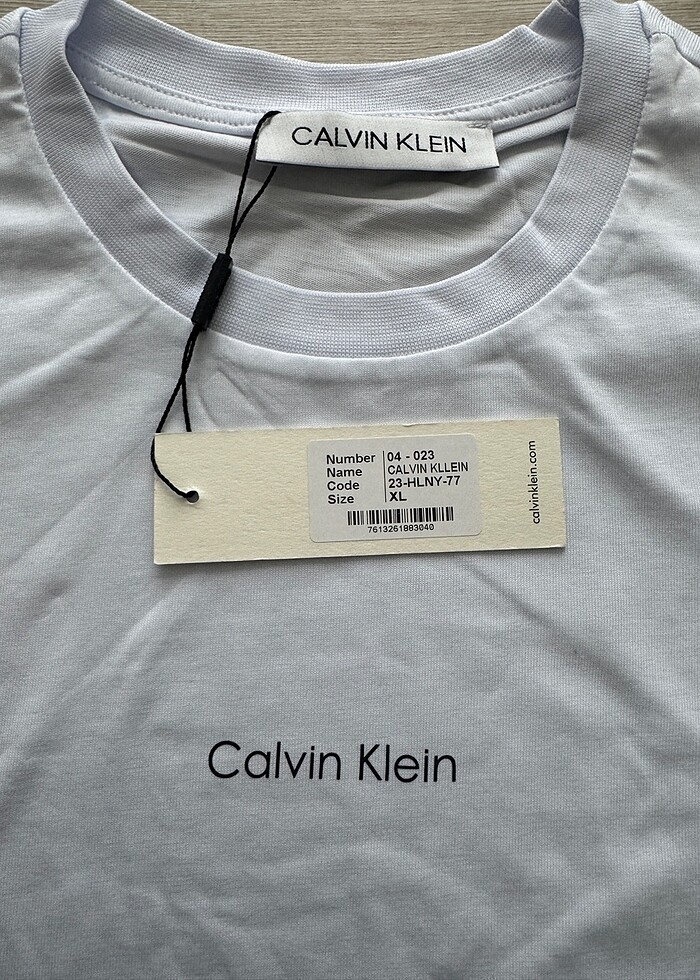 CALVIN KLEIN
Number 04 - 023
Name CALVIN KLLEIN
Code 23-HLNY-77
Size XL
7613261883040
calvinklein.com
Calvin Klein